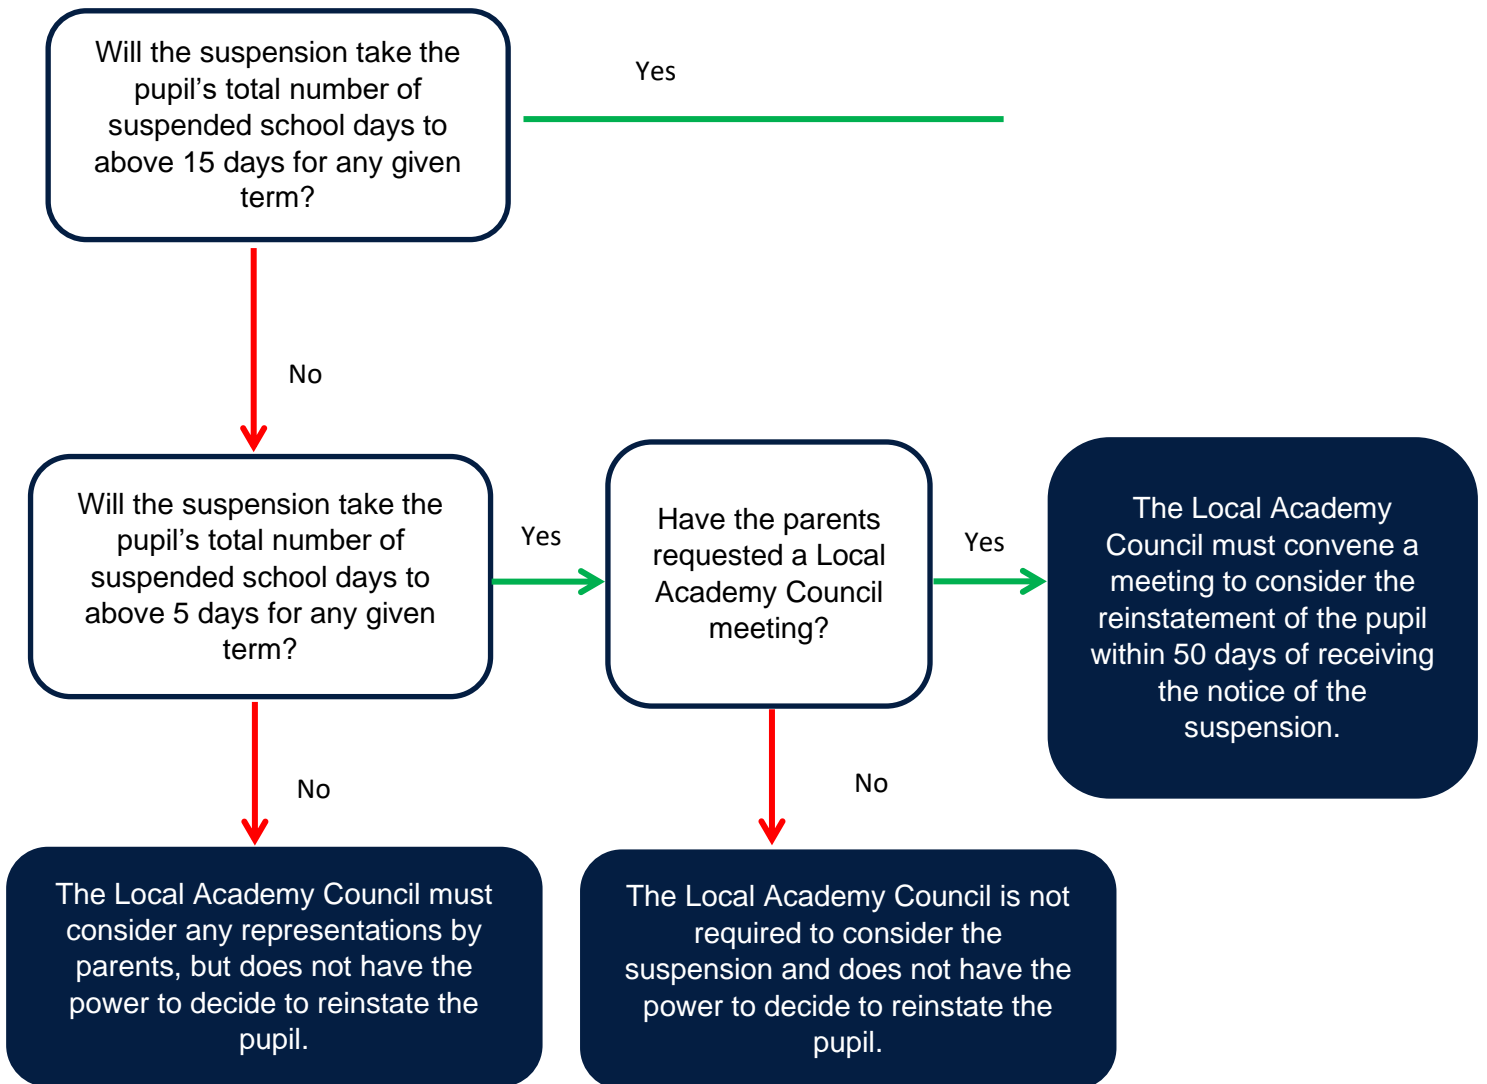 Will the suspension take the
pupil’s total number of
suspended school days to
above 15 days for any given
term?
Yes
No
Will the suspension take the
pupil’s total number of
suspended school days to
above 5 days for any given
term?
Yes
Have the parents
requested a Local
Academy Council
meeting?
Yes
The Local Academy
Council must convene a
meeting to consider the
reinstatement of the pupil
within 50 days of receiving
the notice of the
suspension.
No
No
The Local Academy Council must
consider any representations by
parents, but does not have the
power to decide to reinstate the
pupil.
The Local Academy Council is not
required to consider the
suspension and does not have the
power to decide to reinstate the
pupil.